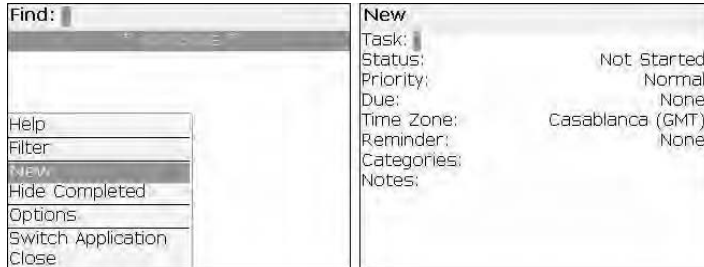 Find:
Help
Filter
New
Hide Completed
Options
Switch Application
Close
New
Task:
Status: Not Started
Priority: Normal
Due: None
Time Zone: Casablanca (GMT)
Reminder: None
Categories:
Notes: